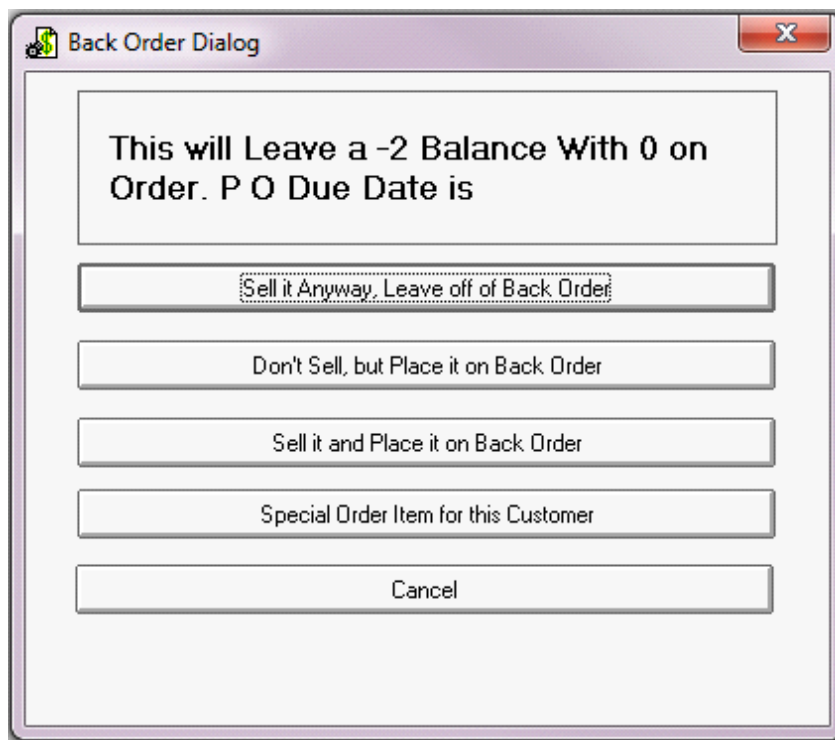 Back Order Dialog
This will Leave a -2 Balance With 0 on
Order. P O Due Date is
Sell it Anyway, Leave off of Back Order
Don't Sell, but Place it on Back Order
Sell it and Place it on Back Order
Special Order Item for this Customer
Cancel